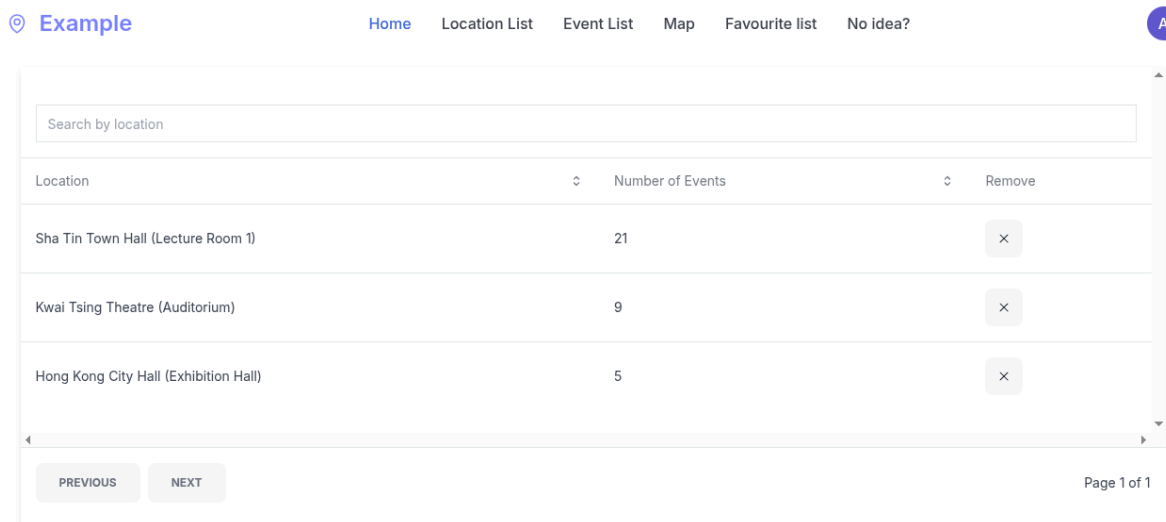 Example
Home Location List Event List Map Favourite list No idea?
A
Search by location
Location Number of Events Remove
Sha Tin Town Hall (Lecture Room 1) 21
Kwai Tsing Theatre (Auditorium) 9
Hong Kong City Hall (Exhibition Hall) 5
PREVIOUS NEXT Page 1 of 1